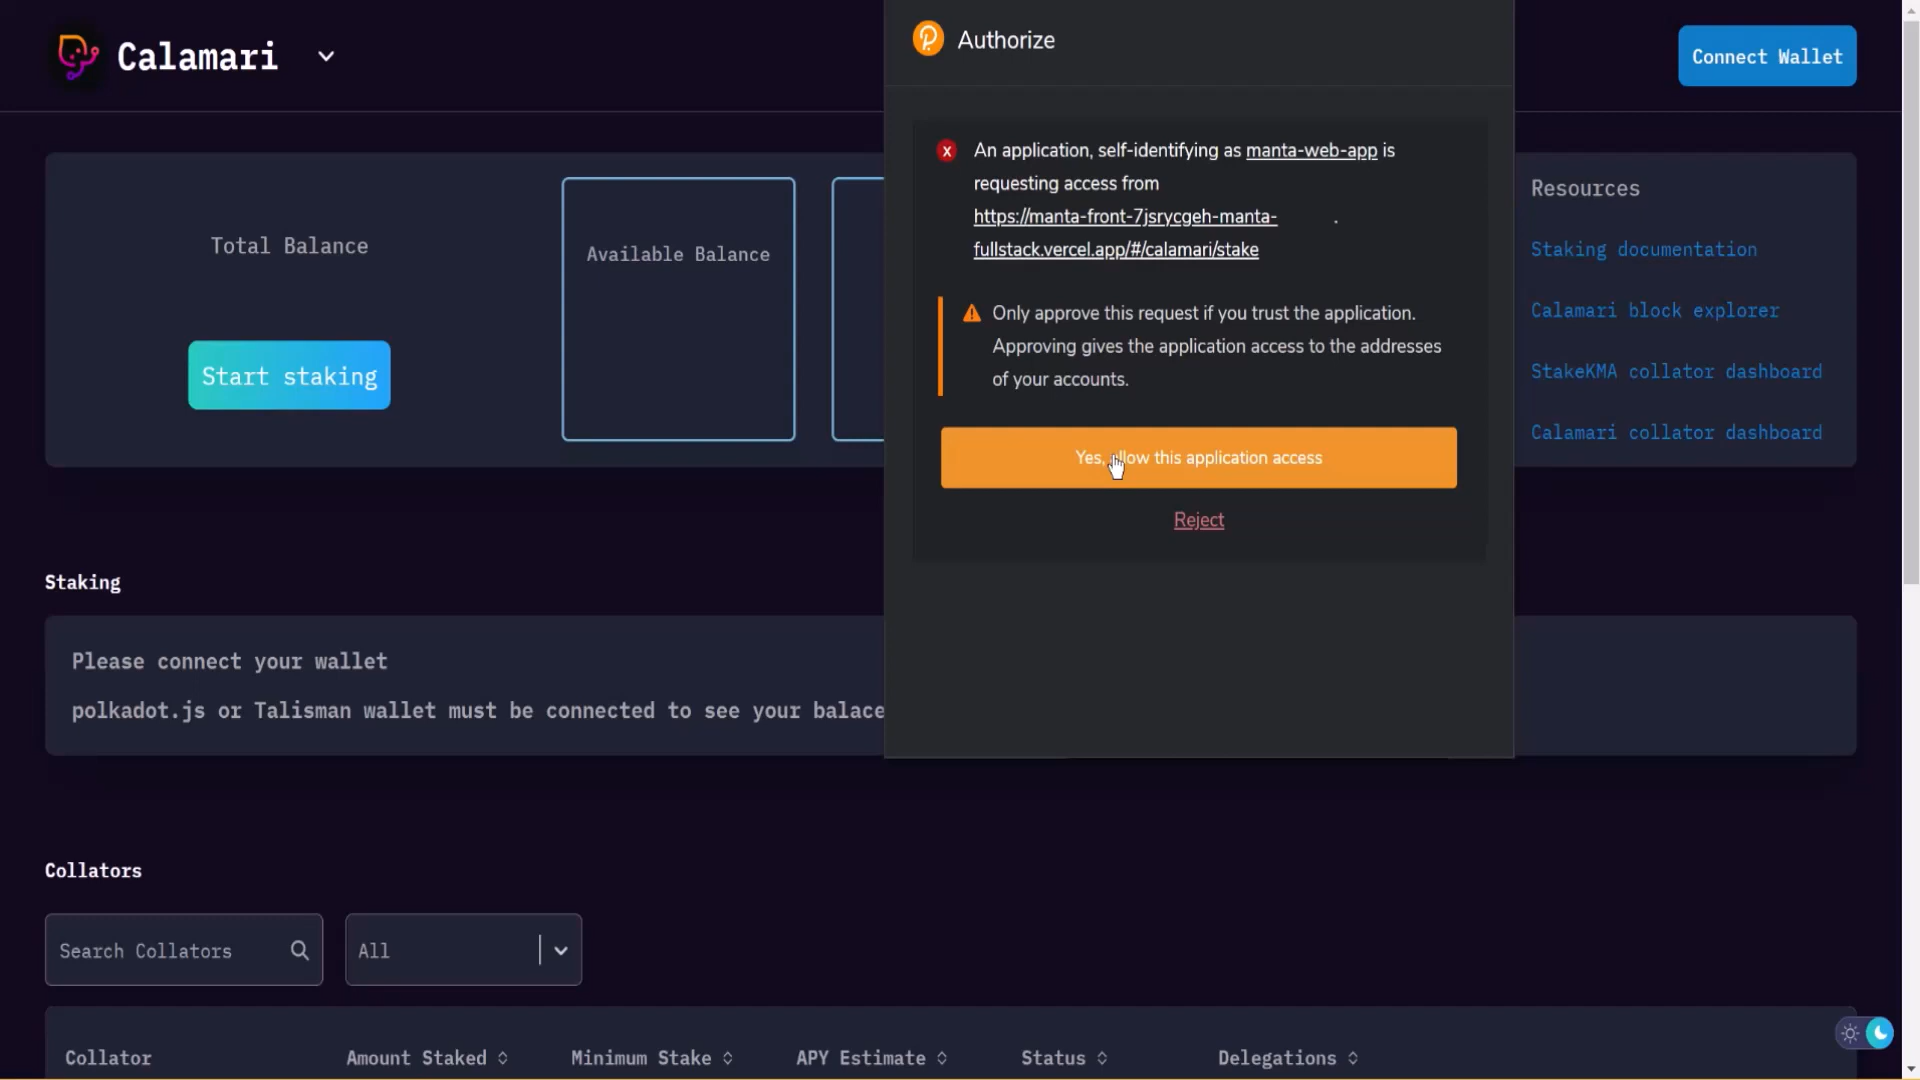 Calamari
Authorize
Connect Wallet
An application, self-identifying as manta-web-app is
requesting access from
https://manta-front-7jsrycgeh-manta- .
fullstack.vercel.app/#/calamari/stake
Only approve this request if you trust the application.
Approving gives the application access to the addresses
of your accounts.
Yes, allow this application access
Reject
Total Balance
Start staking
Available Balance
Resources
Staking documentation
Calamari block explorer
StakeKMA collator dashboard
Calamari collator dashboard
Staking
Please connect your wallet
polkadot.js or Talisman wallet must be connected to see your balace
Collators
Search Collators
All
Collator Amount Staked Minimum Stake APY Estimate Status Delegations